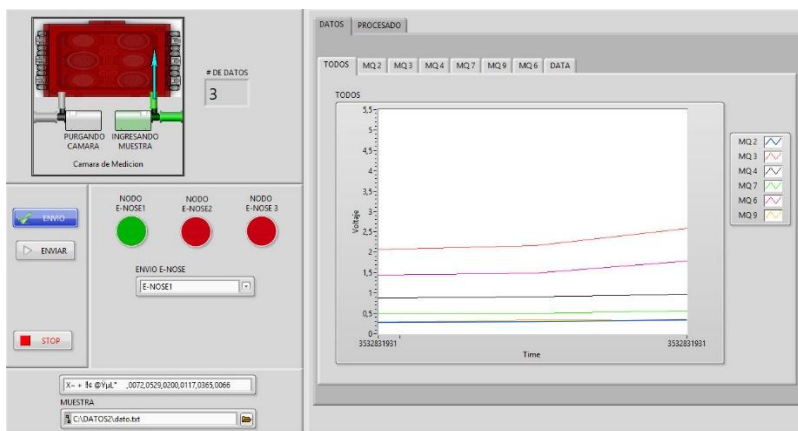 # DE DATOS
3
PURGANDO CAMARA
INGRESANDO MUESTRA
Camara de Medicion
ENVIO
ENVIAR
STOP
NODO E-NOSE1
NODO E-NOSE2
NODO E-NOSE 3
ENVIO E-NOSE
E-NOSE1
,0072,0529,0200,0117,0365,0066
MUESTRA
C:\DATOS2\dato.txt
DATOS PROCESADO
TODOS MQ 2 MQ 3 MQ 4 MQ 7 MQ 9 MQ 6 DATA
TODOS
5,5
5
4,5
4
3,5
3
2,5
2
1,5
1
0,5
0
Voltaje
3532831931 3532831931
Time
MQ 2
MQ 3
MQ 4
MQ 7
MQ 6
MQ 9